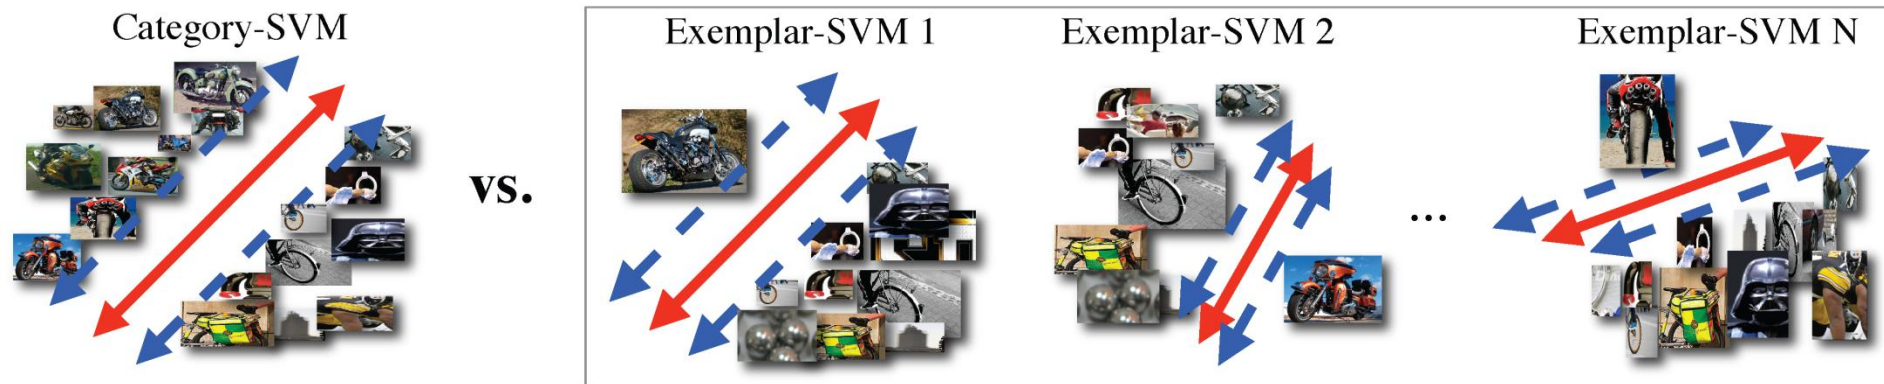 Category-SVM
vs.
Exemplar-SVM 1
Exemplar-SVM 2
...
Exemplar-SVM N